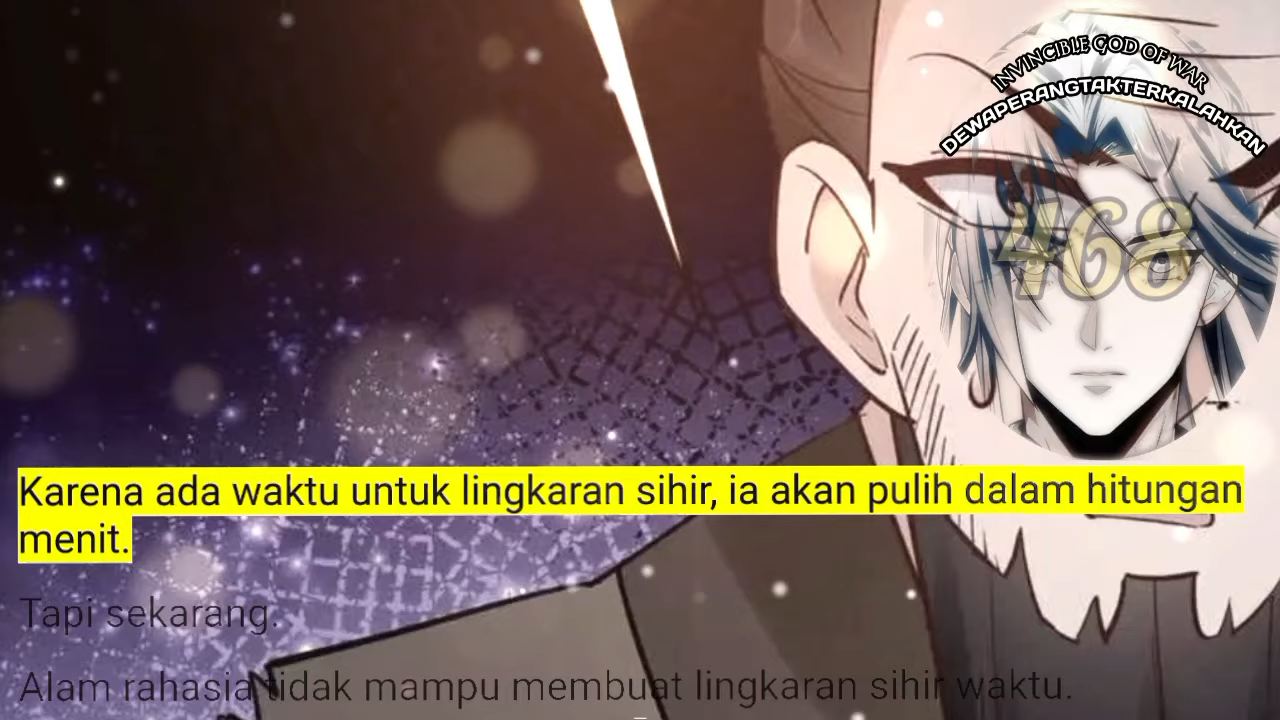 INVINCIBLE GOD OF WAR
DEWAPERANGTAKTERKALAHKAN
468
Karena ada waktu untuk lingkaran sihir, ia akan pulih dalam hitungan
menit.
Tapi sekarang.
Alam rahasia tidak mampu membuat lingkaran sihir waktu.